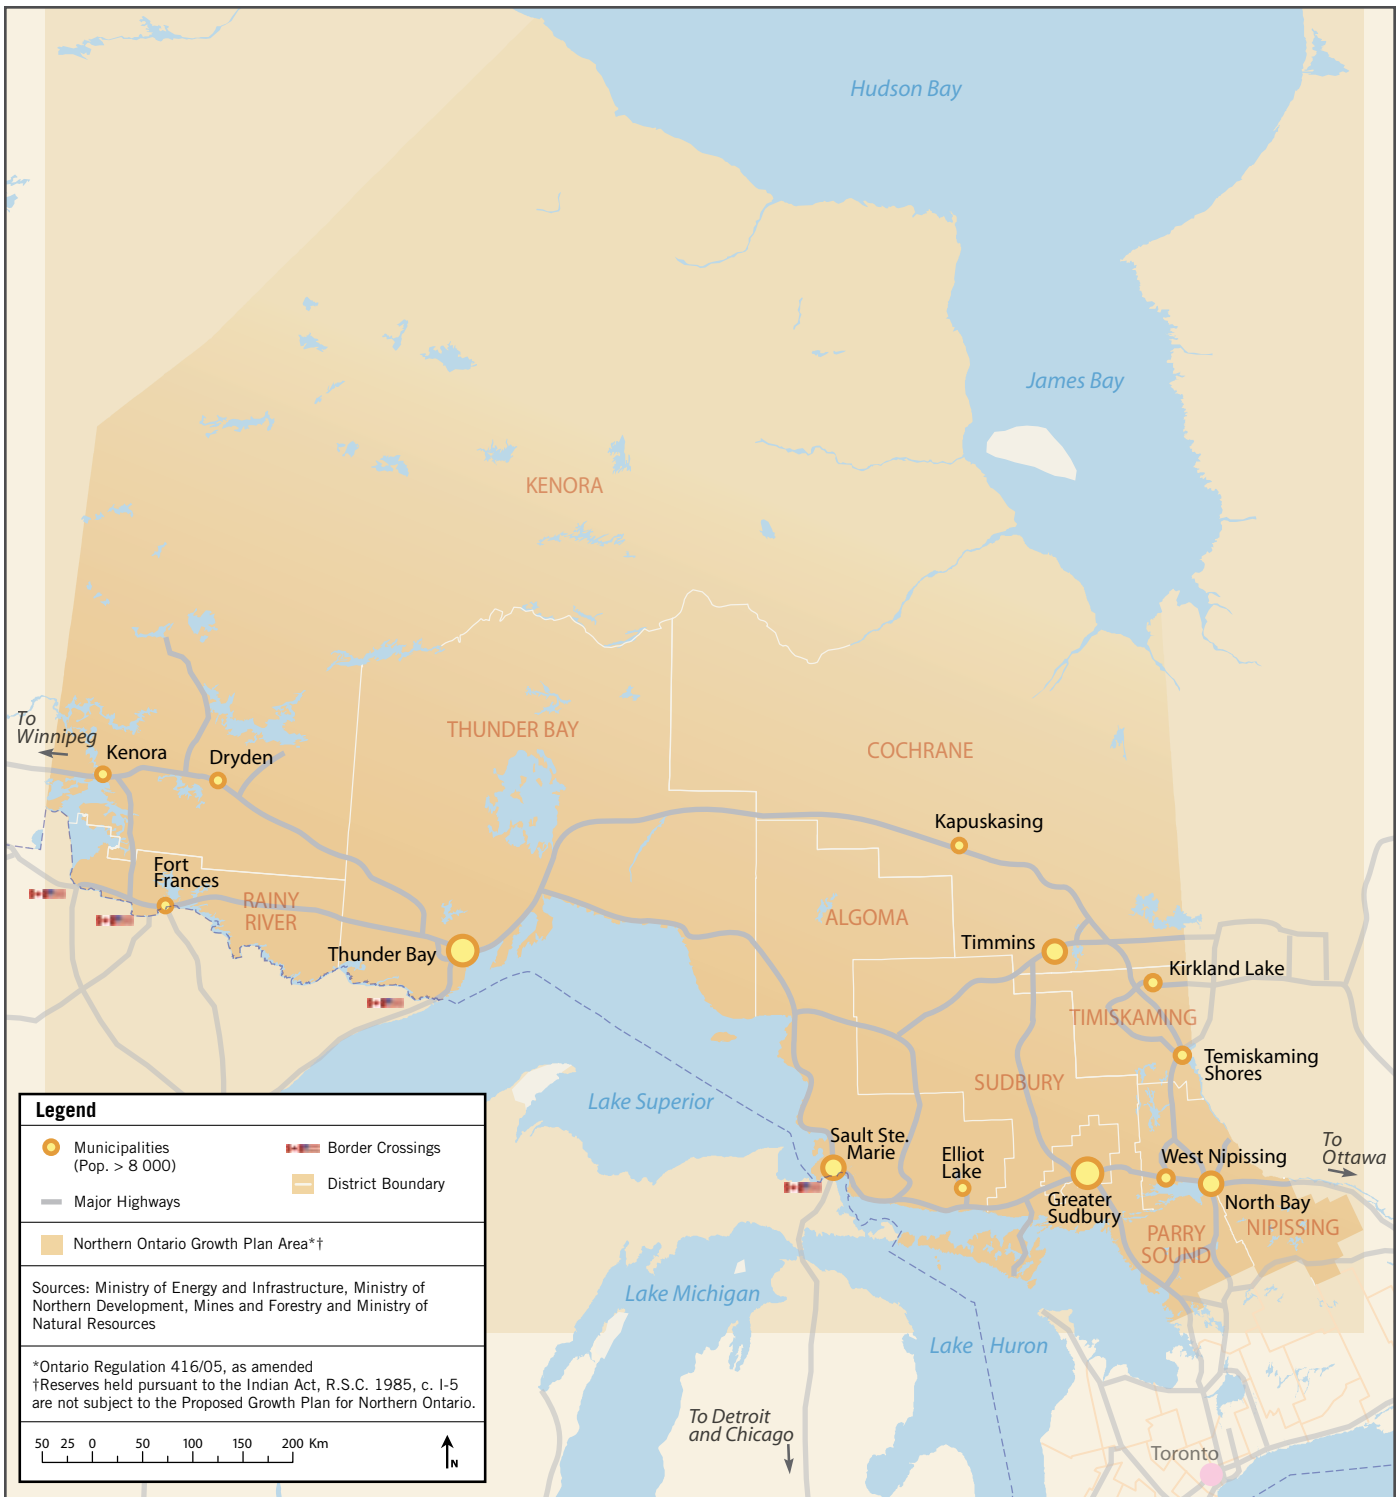 Hudson Bay
James Bay
KENORA
To
Winnipeg
Kenora
Dryden
THUNDER BAY
COCHRANE
Kapuskasing
Fort
Frances
RAINY
RIVER
ALGOMA
Thunder Bay
Timmins
Kirkland Lake
TIMISKAMING
Temiskaming
Shores
SUDBURY
Lake Superior
Sault Ste.
Marie
Elliot
Lake
West Nipissing
To
Ottawa
Greater
Sudbury
North Bay
PARRY
SOUND
NIPISSING
Lake Michigan
Lake Huron
To Detroit
and Chicago
Toronto
Legend
Municipalities
(Pop. > 8 000)
Border Crossings
District Boundary
Major Highways
Northern Ontario Growth Plan Area*†
Sources: Ministry of Energy and Infrastructure, Ministry of
Northern Development, Mines and Forestry and Ministry of
Natural Resources
*Ontario Regulation 416/05, as amended
†Reserves held pursuant to the Indian Act, R.S.C. 1985, c. I-5
are not subject to the Proposed Growth Plan for Northern Ontario.
50 25 0 50 100 150 200 Km
N